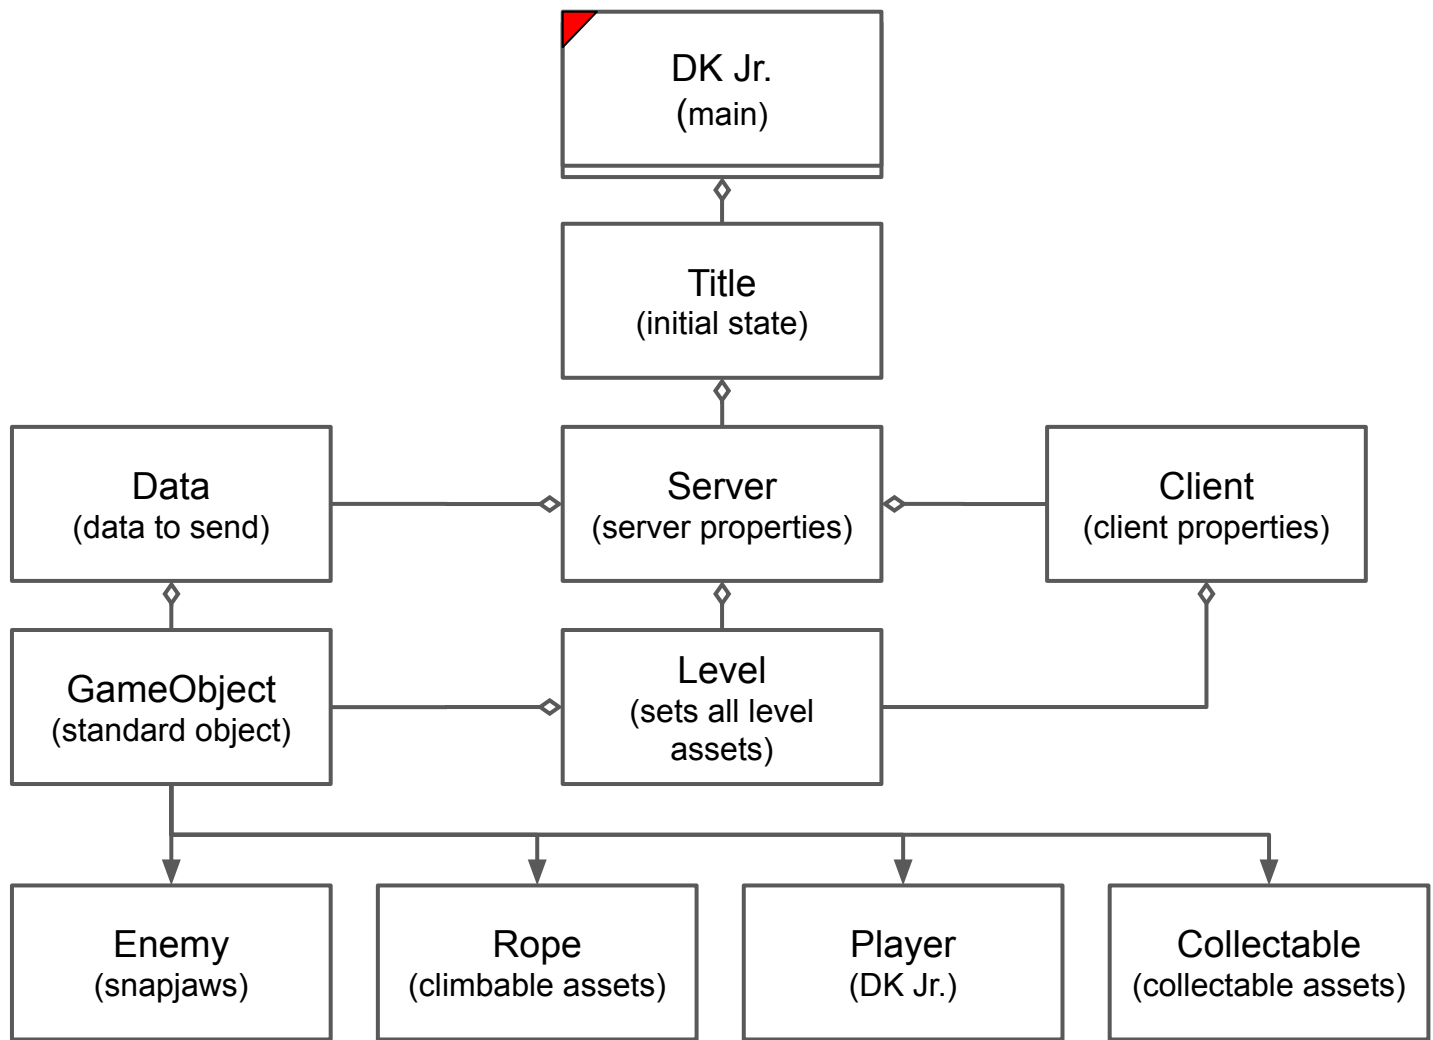 DK Jr.
(main)
Title
(initial state)
Data
(data to send)
Server
(server properties)
Client
(client properties)
GameObject
(standard object)
Level
(sets all level
assets)
Enemy
(snapjaws)
Rope
(climbable assets)
Player
(DK Jr.)
Collectable
(collectable assets)